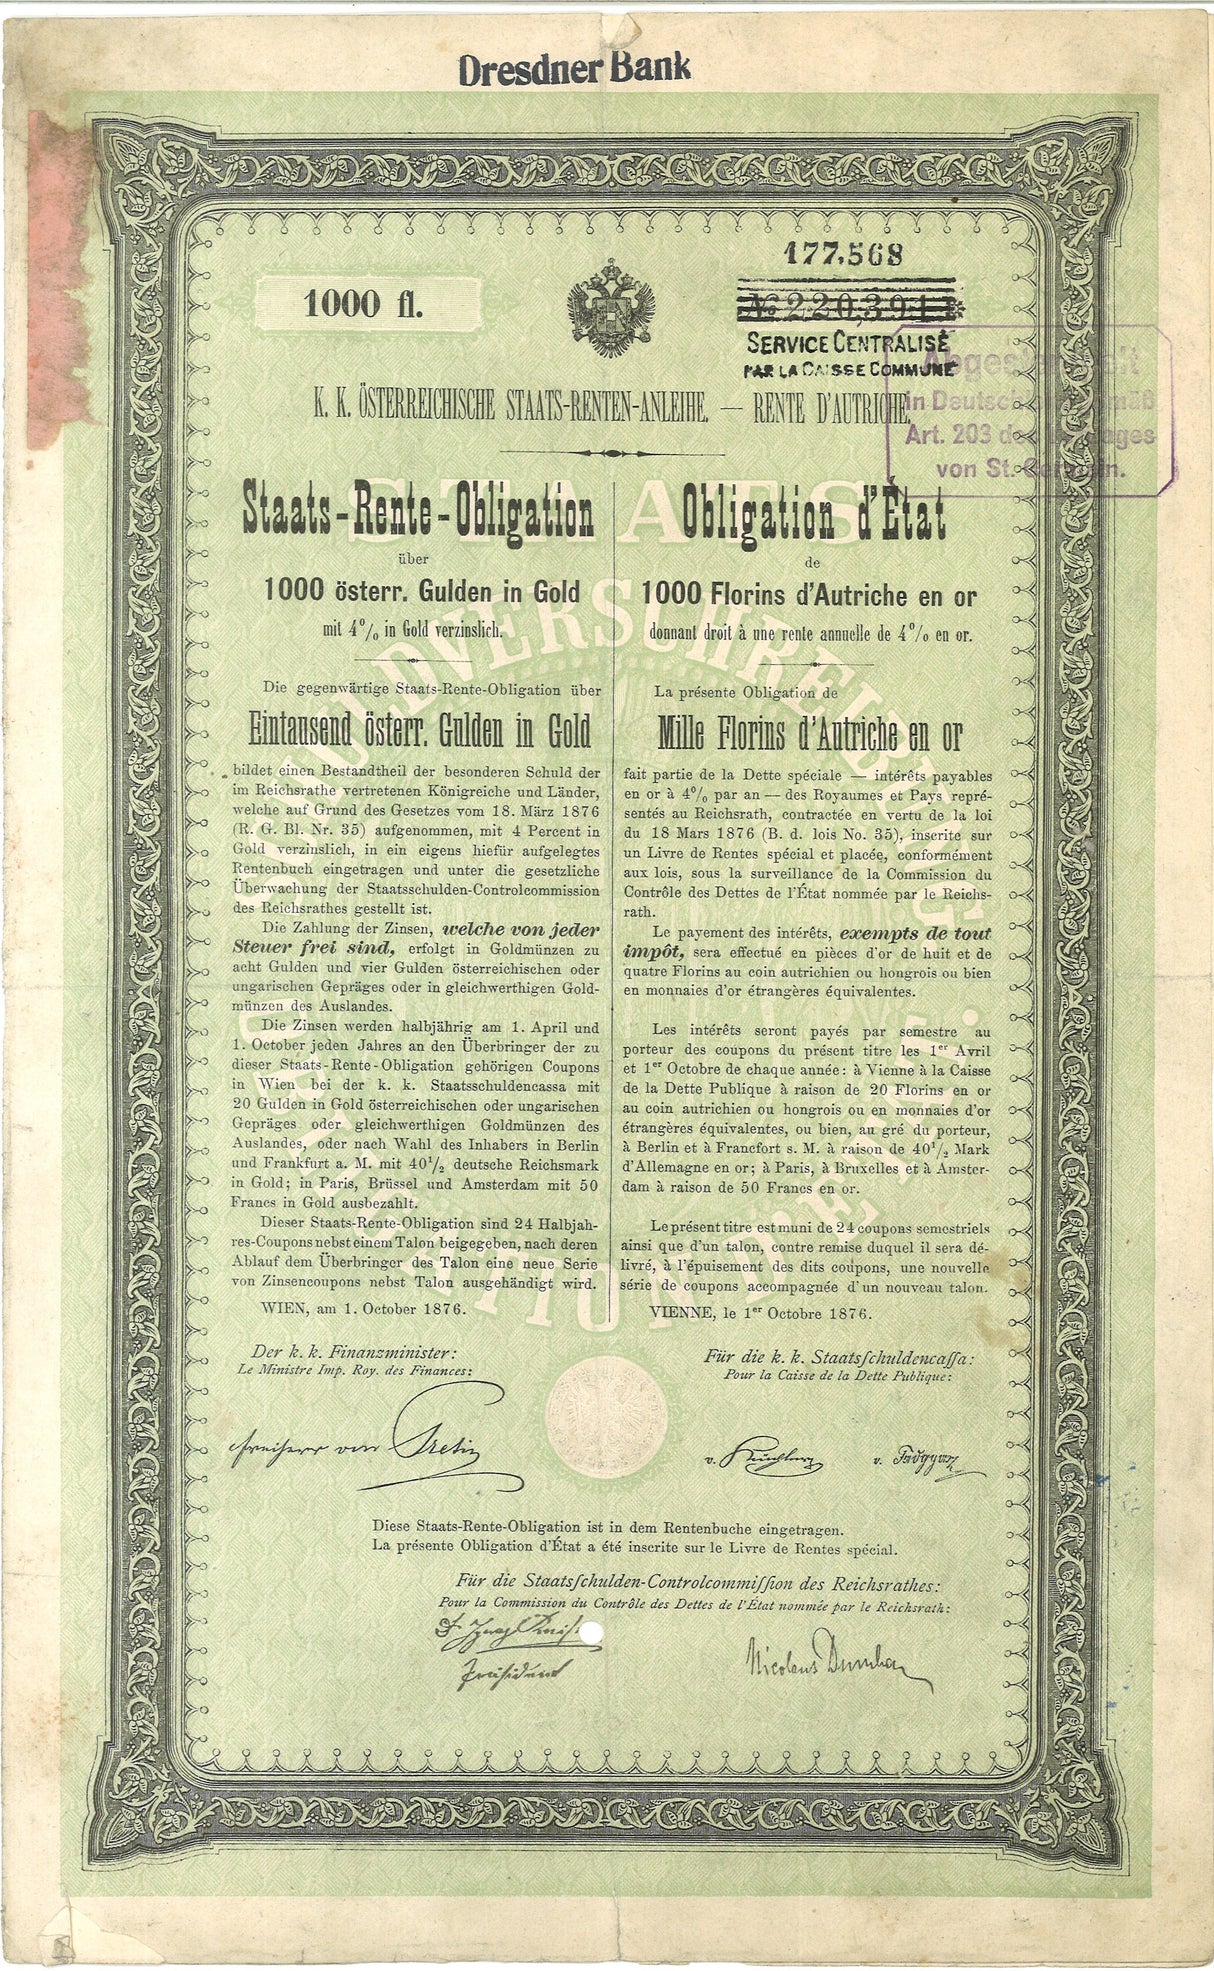 Dresdner Bank
177,568
1000 fl.
№ 220,394
SERVICE CENTRALISÉ
PAR LA CAISSE COMMUNE
Abgestempelt
in Deutschland gemäß
Art. 203 des Vertrages
von St. Germain.
K. K. ÖSTERREICHISCHE STAATS-RENTEN-ANLEIHE. — RENTE D'AUTRICHE.
Staats-Rente-Obligation
über
1000 österr. Gulden in Gold
mit 4% in Gold verzinslich.
Die gegenwärtige Staats-Rente-Obligation über
Eintausend österr. Gulden in Gold
bildet einen Bestandtheil der besonderen Schuld der
im Reichsrathe vertretenen Königreiche und Länder,
welche auf Grund des Gesetzes vom 18. März 1876
(R. G. Bl. Nr. 35) aufgenommen, mit 4 Percent in
Gold verzinslich, in ein eigens hiefür aufgelegtes
Rentenbuch eingetragen und unter die gesetzliche
Überwachung der Staatsschulden-Controlcommission
des Reichsrathes gestellt ist.
Die Zahlung der Zinsen, welche von jeder
Steuer frei sind, erfolgt in Goldmünzen zu
acht Gulden und vier Gulden österreichischen oder
ungarischen Gepräges oder in gleichwerthigen Gold-
münzen des Auslandes.
Die Zinsen werden halbjährig am 1. April und
1. October jeden Jahres an den Überbringer der zu
dieser Staats-Rente-Obligation gehörigen Coupons
in Wien bei der k. k. Staatsschuldencassa mit
20 Gulden in Gold österreichischen oder ungarischen
Gepräges oder gleichwerthigen Goldmünzen des
Auslandes, oder nach Wahl des Inhabers in Berlin
und Frankfurt a. M. mit 40½ deutsche Reichsmark
in Gold; in Paris, Brüssel und Amsterdam mit 50
Francs in Gold ausbezahlt.
Dieser Staats-Rente-Obligation sind 24 Halbjah-
res-Coupons nebst einem Talon beigegeben, nach deren
Ablauf dem Überbringer des Talon eine neue Serie
von Zinsencoupons nebst Talon ausgehändigt wird.
WIEN, am 1. October 1876.
Obligation d'État
de
1000 Florins d'Autriche en or
donnant droit à une rente annuelle de 4% en or.
La présente Obligation de
Mille Florins d'Autriche en or
fait partie de la Dette spéciale — intérêts payables
en or à 4% par an — des Royaumes et Pays repré-
sentés au Reichsrath, contractée en vertu de la loi
du 18 Mars 1876 (B. d. lois No. 35), inscrite sur
un Livre de Rentes spécial et placée, conformément
aux lois, sous la surveillance de la Commission du
Contrôle des Dettes de l'État nommée par le Reichs-
rath.
Le payement des intérêts, exempts de tout
impôt, sera effectué en pièces d'or de huit et de
quatre Florins au coin autrichien ou hongrois ou bien
en monnaies d'or étrangères équivalentes.
Les intérêts seront payés par semestre au
porteur des coupons du présent titre les 1er Avril
et 1er Octobre de chaque année: à Vienne à la Caisse
de la Dette Publique à raison de 20 Florins en or
au coin autrichien ou hongrois ou en monnaies d'or
étrangères équivalentes, ou bien, au gré du porteur,
à Berlin et à Francfort s. M. à raison de 40½ Mark
d'Allemagne en or; à Paris, à Bruxelles et à Amster-
dam à raison de 50 Francs en or.
Le présent titre est muni de 24 coupons semestriels
ainsi que d'un talon, contre remise duquel il sera dé-
livré, à l'épuisement des dits coupons, une nouvelle
série de coupons accompagnée d'un nouveau talon.
VIENNE, le 1er Octobre 1876.
Der k. k. Finanzminister:
Le Ministre Imp. Roy. des Finances:
Freiherr von Pretis
Für die k. k. Staatsſchuldencaſſa:
Pour la Caisse de la Dette Publique:
Diese Staats-Rente-Obligation ist in dem Rentenbuche eingetragen.
La présente Obligation d'État a été inscrite sur le Livre de Rentes spécial.
Für die Staatsſchulden-Controlcommiſſion des Reichsrathes:
Pour la Commission du Contrôle des Dettes de l'État nommée par le Reichsrath:
Präsident
Nicolaus Dumba